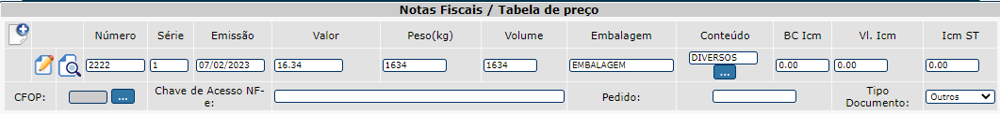 Notas Fiscais / Tabela de preço
Número Série Emissão Valor Peso(kg) Volume Embalagem Conteúdo BC Icm Vl. Icm Icm ST
2222 1 07/02/2023 16.34 1634 1634 EMBALAGEM DIVERSOS 0.00 0.00 0.00
...
CFOP: ... Chave de Acesso NF-e: Pedido: Tipo Documento: Outros